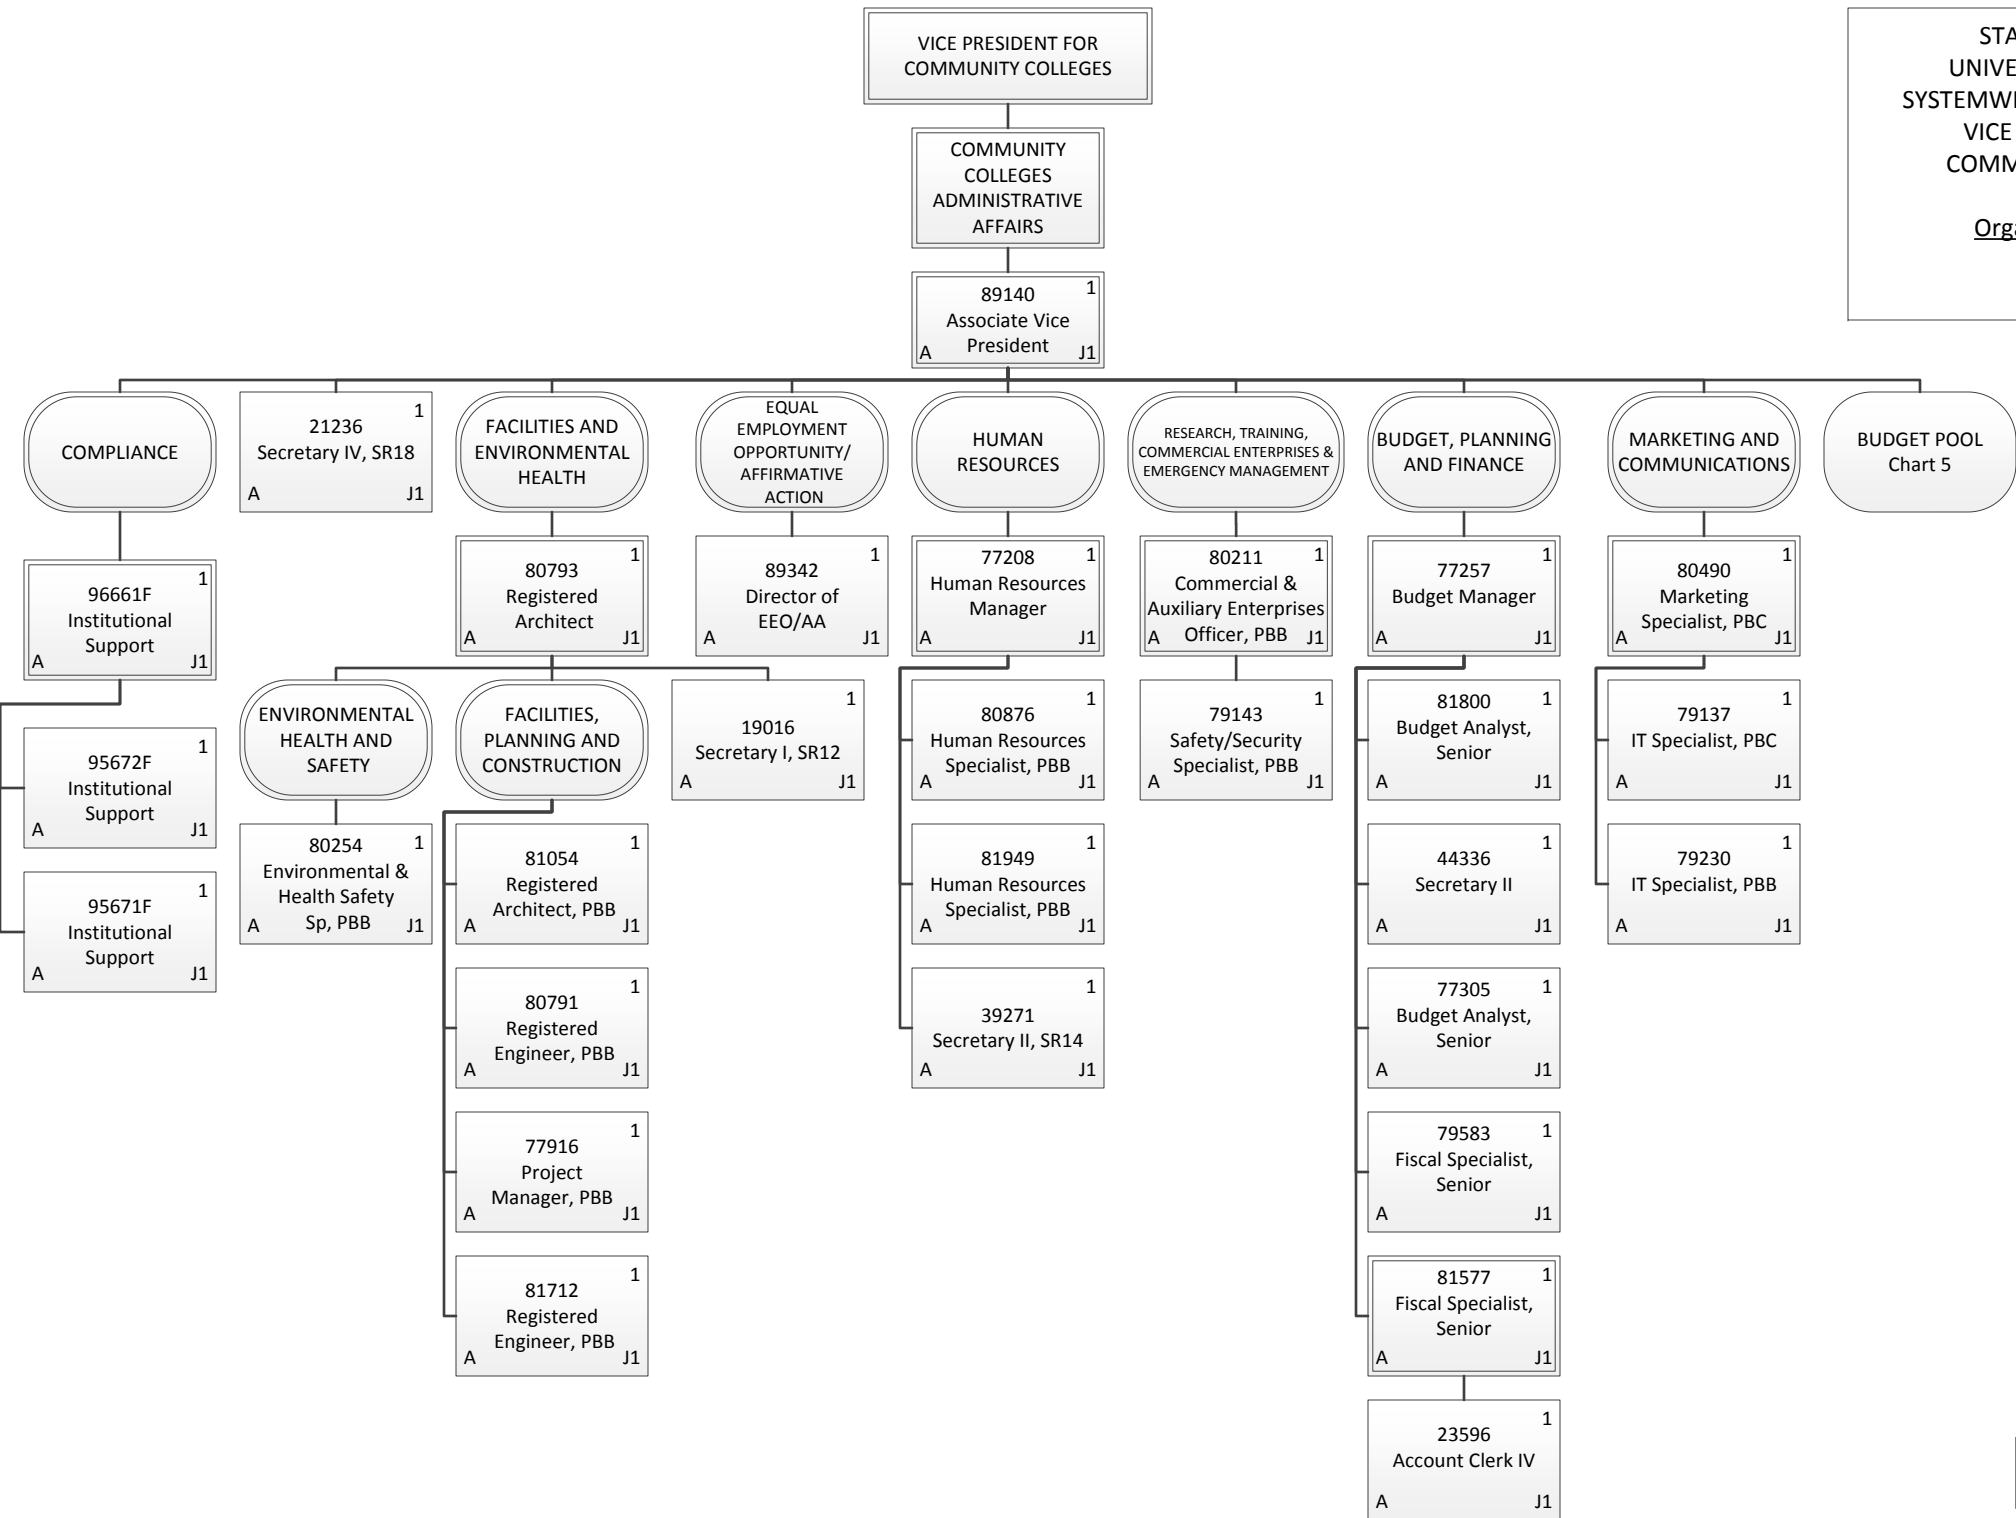 VICE PRESIDENT FOR
COMMUNITY COLLEGES
STA
UNIVE
SYSTEMWI
VICE
COMM
Orga
COMMUNITY
COLLEGES
ADMINISTRATIVE
AFFAIRS
89140 1
Associate Vice
A President J1
COMPLIANCE
1
21236
Secretary IV, SR18
A J1
FACILITIES AND
ENVIRONMENTAL
HEALTH
EQUAL
EMPLOYMENT
OPPORTUNITY/
AFFIRMATIVE
ACTION
HUMAN
RESOURCES
RESEARCH, TRAINING,
COMMERCIAL ENTERPRISES &
EMERGENCY MANAGEMENT
BUDGET, PLANNING
AND FINANCE
MARKETING AND
COMMUNICATIONS
BUDGET POOL
Chart 5
1
96661F
Institutional
Support
A J1
1
80793
Registered
Architect
A J1
1
89342
Director of
EEO/AA
A J1
77208 1
Human Resources
Manager
A J1
80211 1
Commercial &
Auxiliary Enterprises
A Officer, PBB J1
1
77257
Budget Manager
A J1
1
80490
Marketing
Specialist, PBC
A J1
1
95672F
Institutional
Support
A J1
ENVIRONMENTAL
HEALTH AND
SAFETY
FACILITIES,
PLANNING AND
CONSTRUCTION
1
19016
Secretary I, SR12
A J1
1
80876
Human Resources
Specialist, PBB
A J1
1
79143
Safety/Security
Specialist, PBB
A J1
81800 1
Budget Analyst,
Senior
A J1
1
79137
IT Specialist, PBC
A J1
1
95671F
Institutional
Support
A J1
80254 1
Environmental &
Health Safety
A Sp, PBB J1
1
81054
Registered
Architect, PBB
A J1
1
81949
Human Resources
Specialist, PBB
A J1
1
44336
Secretary II
A J1
1
79230
IT Specialist, PBB
A J1
1
80791
Registered
Engineer, PBB
A J1
1
39271
Secretary II, SR14
A J1
77305 1
Budget Analyst,
Senior
A J1
1
77916
Project
Manager, PBB
A J1
79583 1
Fiscal Specialist,
Senior
A J1
1
81712
Registered
Engineer, PBB
A J1
81577 1
Fiscal Specialist,
Senior
A J1
1
23596
Account Clerk IV
A J1